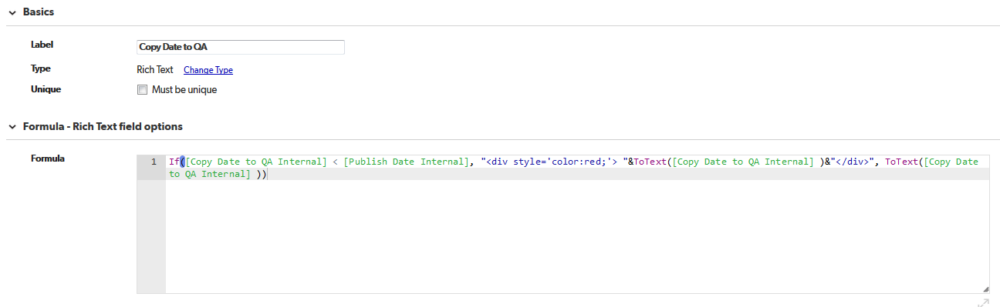 Basics
Label Copy Date to QA
Type Rich Text Change Type
Unique Must be unique
Formula - Rich Text field options
Formula
1 If([Copy Date to QA Internal] < [Publish Date Internal], "<div style='color:red;'> "&ToText([Copy Date to QA Internal] )&"</div>", ToText([Copy Date
to QA Internal] ))